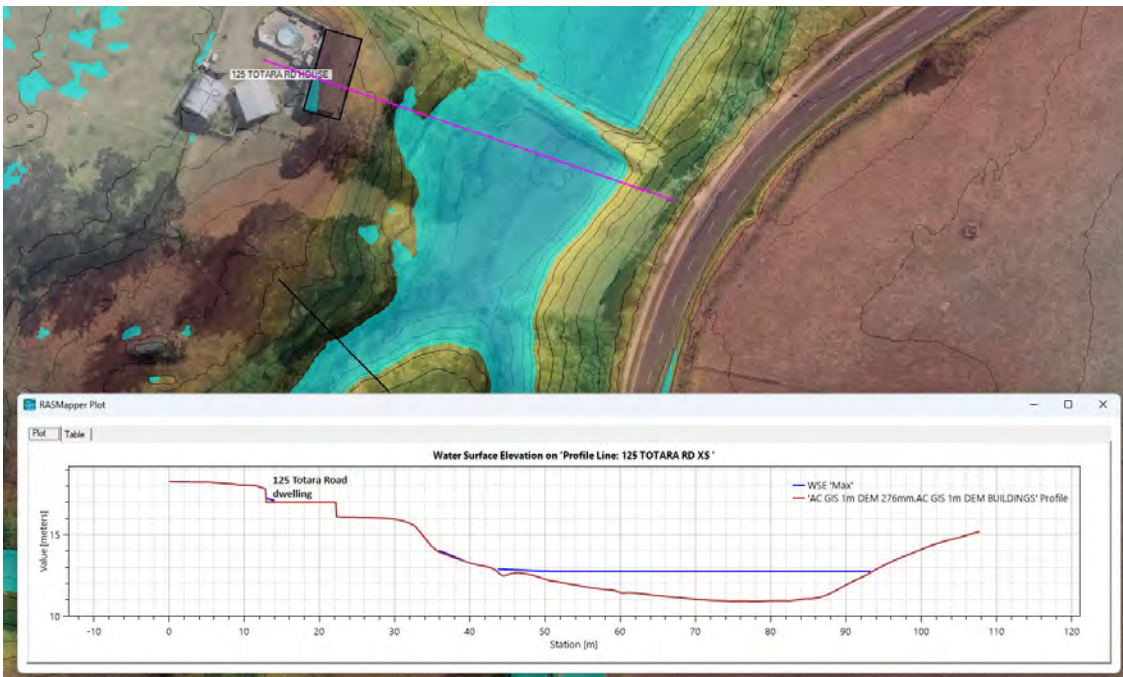 125 TOTARA RD HOUSE
RASMapper Plot
Plot
Table
Water Surface Elevation on 'Profile Line: 125 TOTARA RD XS '
125 Totara Road
dwelling
WSE 'Max'
'AC GIS 1m DEM 276mm.AC GIS 1m DEM BUILDINGS' Profile
Value [meters]
15
10
-10 0 10 20 30 40 50 60 70 80 90 100 110 120
Station [m]